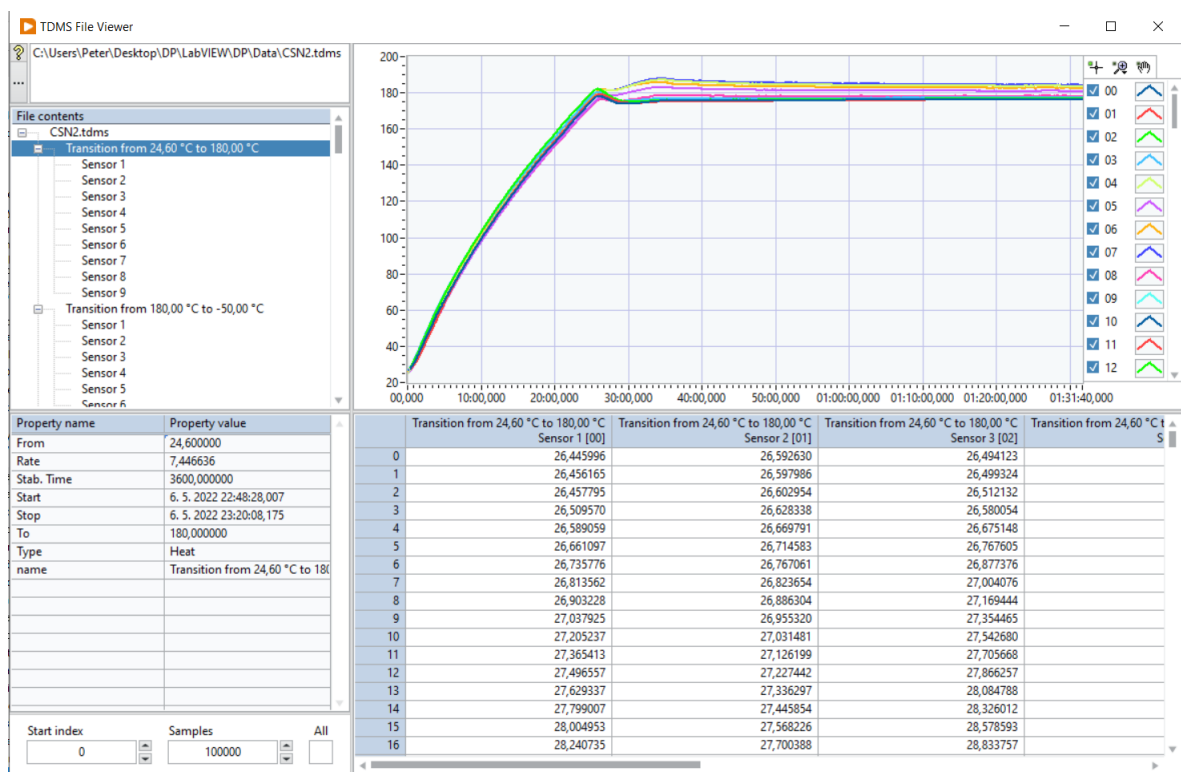 TDMS File Viewer
C:\Users\Peter\Desktop\DP\LabVIEW\DP\Data\CSN2.tdms
...
File contents
CSN2.tdms
Transition from 24,60 °C to 180,00 °C
Sensor 1
Sensor 2
Sensor 3
Sensor 4
Sensor 5
Sensor 6
Sensor 7
Sensor 8
Sensor 9
Transition from 180,00 °C to -50,00 °C
Sensor 1
Sensor 2
Sensor 3
Sensor 4
Sensor 5
Sensor 6
200
180
160
140
120
100
80
60
40
20
00,000 10:00,000 20:00,000 30:00,000 40:00,000 50:00,000 01:00:00,000 01:10:00,000 01:20:00,000 01:31:40,000
00
01
02
03
04
05
06
07
08
09
10
11
12
Property name Property value
From 24,600000
Rate 7,446636
Stab. Time 3600,000000
Start 6. 5. 2022 22:48:28,007
Stop 6. 5. 2022 23:20:08,175
To 180,000000
Type Heat
name Transition from 24,60 °C to 180
Start index Samples All
0 100000
Transition from 24,60 °C to 180,00 °C Transition from 24,60 °C to 180,00 °C Transition from 24,60 °C to 180,00 °C Transition from 24,60 °C t
Sensor 1 [00] Sensor 2 [01] Sensor 3 [02] S
0 26,445996 26,592630 26,494123
1 26,456165 26,597986 26,499324
2 26,457795 26,602954 26,512132
3 26,509570 26,628338 26,580054
4 26,589059 26,669791 26,675148
5 26,661097 26,714583 26,767605
6 26,735776 26,767061 26,877376
7 26,813562 26,823654 27,004076
8 26,903228 26,886304 27,169444
9 27,037925 26,955320 27,354465
10 27,205237 27,031481 27,542680
11 27,365413 27,126199 27,705668
12 27,496557 27,227442 27,866257
13 27,629337 27,336297 28,084788
14 27,799007 27,445854 28,326012
15 28,004953 27,568226 28,578593
16 28,240735 27,700388 28,833757